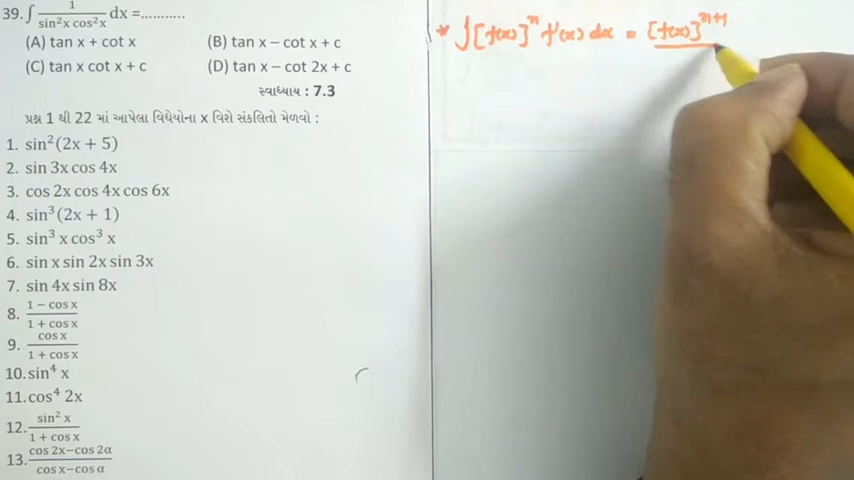 39. ∫ 1/(sin²x cos²x) dx = ...........
(A) tan x + cot x (B) tan x − cot x + c
(C) tan x cot x + c (D) tan x − cot 2x + c
સ્વાધ્યાય : 7.3
પ્રશ્ન 1 થી 22 માં આપેલા વિધેયોના x વિશે સંકલિતો મેળવો :
1. sin²(2x + 5)
2. sin 3x cos 4x
3. cos 2x cos 4x cos 6x
4. sin³(2x + 1)
5. sin³ x cos³ x
6. sin x sin 2x sin 3x
7. sin 4x sin 8x
8. (1 − cos x)/(1 + cos x)
9. cos x/(1 + cos x)
10. sin⁴ x
11. cos⁴ 2x
12. sin² x/(1 + cos x)
13. (cos 2x−cos 2α)/(cos x−cos α)
* ∫[f(x)]ⁿ f'(x) dx = [f(x)]ⁿ⁺¹